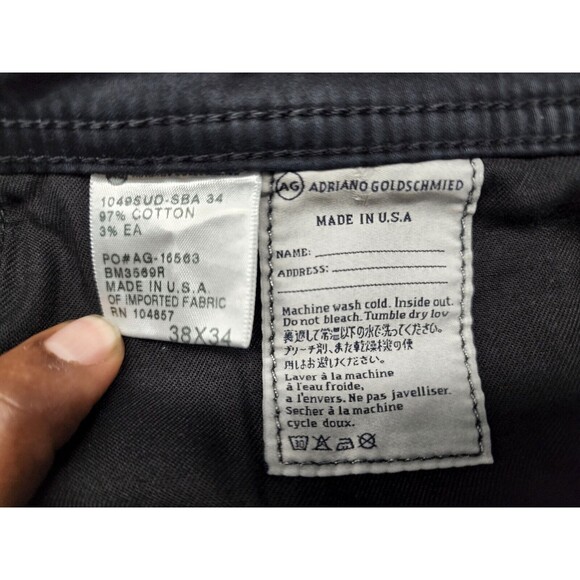 1049SUD-SBA 34
97% COTTON
3% EA
PO#AG-16563
BM3569R
MADE IN U.S.A.
OF IMPORTED FABRIC
RN 104857
38X34
AG ADRIANO GOLDSCHMIED
MADE IN U.S.A
NAME:
ADDRESS:
Machine wash cold. Inside out.
Do not bleach. Tumble dry low
裏返して常温以下の水で洗ってください。
ブリーチ剤、また乾燥機の使
用はお避けください。
Laver à la machine
à l'eau froide,
a l'envers. Ne pas javelliser.
Secher à la machine
cycle doux.